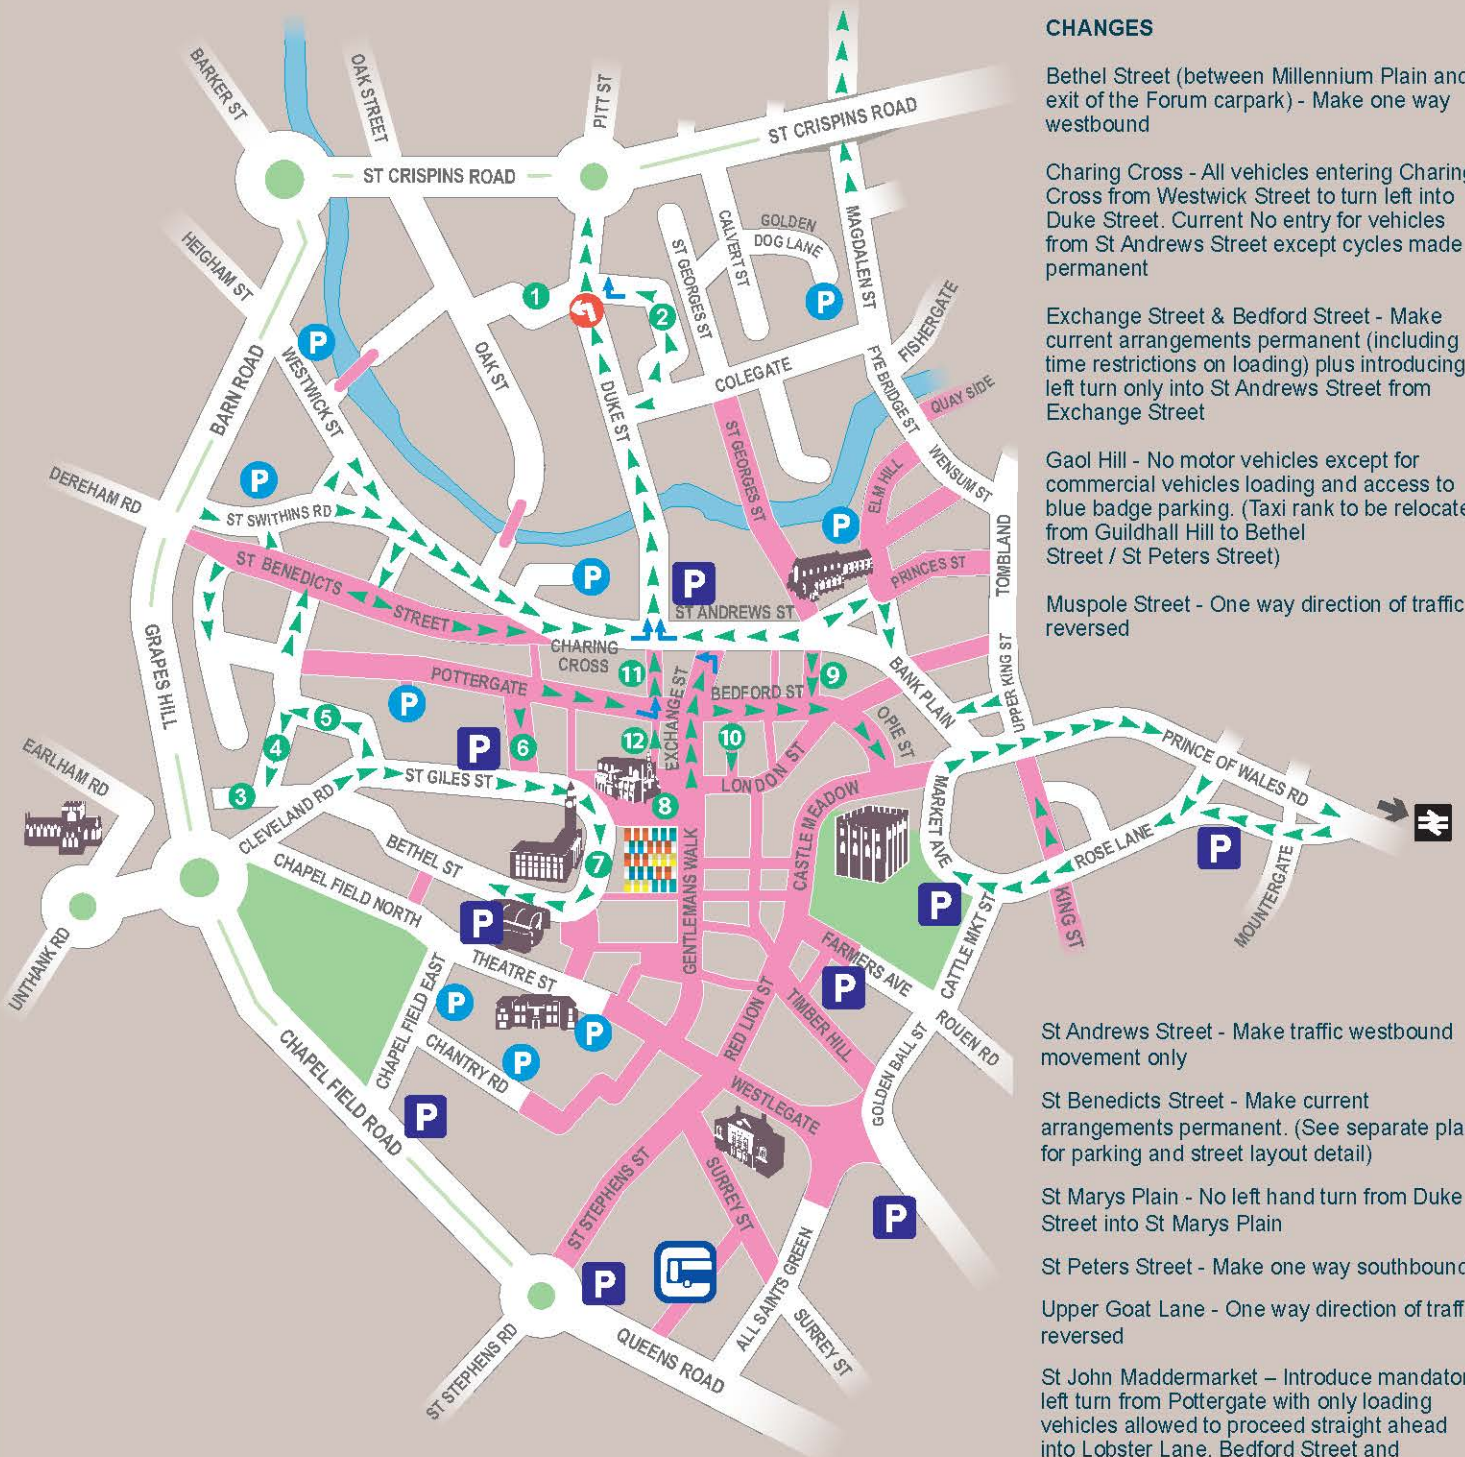 BARKER ST
OAK STREET
PITT ST
ST CRISPINS ROAD
ST CRISPINS ROAD
HEIGHAM ST
BARN ROAD
WESTWICK ST
OAK ST
1
2
DUKE ST
ST GEORGES ST
CALVERT ST
GOLDEN
DOG LANE
MAGDALEN ST
P
P
COLEGATE
FYE BRIDGE ST
FISHERGATE
QUAY SIDE
DEREHAM RD
P
ST SWITHINS RD
ST GEORGES ST
ELM HILL
WENSUM ST
P
ST BENEDICTS
STREET
P
P
PRINCES ST
TOMBLAND
ST ANDREWS ST
GRAPES HILL
CHARING
CROSS
POTTERGATE
P
11
EXCHANGE ST
BEDFORD ST
9
BANK PLAIN
UPPER KING ST
OPIE ST
5
4
6
P
12
10
LONDON ST
EARLHAM RD
3
CLEVELAND RD
ST GILES ST
8
CASTLE MEADOW
MARKET AVE
PRINCE OF WALES RD
ROSE LANE
P
BETHEL ST
7
GENTLEMANS WALK
CHAPEL FIELD NORTH
P
P
CATTLE MKT ST
KING ST
MOUNTERGATE
UNTHANK RD
THEATRE ST
FARMERS AVE
P
CHAPEL FIELD EAST
P
P
P
CHANTRY RD
RED LION ST
TIMBER HILL
ROUEN RD
GOLDEN BALL ST
CHAPEL FIELD ROAD
P
WESTLEGATE
ST STEPHENS ST
SURREY ST
P
P
ALL SAINTS GREEN
SURREY ST
ST STEPHENS RD
QUEENS ROAD
CHANGES
Bethel Street (between Millennium Plain and
exit of the Forum carpark) - Make one way
westbound
Charing Cross - All vehicles entering Charing
Cross from Westwick Street to turn left into
Duke Street. Current No entry for vehicles
from St Andrews Street except cycles made
permanent
Exchange Street & Bedford Street - Make
current arrangements permanent (including
time restrictions on loading) plus introducing
left turn only into St Andrews Street from
Exchange Street
Gaol Hill - No motor vehicles except for
commercial vehicles loading and access to
blue badge parking. (Taxi rank to be relocate
from Guildhall Hill to Bethel
Street / St Peters Street)
Muspole Street - One way direction of traffic
reversed
St Andrews Street - Make traffic westbound
movement only
St Benedicts Street - Make current
arrangements permanent. (See separate pla
for parking and street layout detail)
St Marys Plain - No left hand turn from Duke
Street into St Marys Plain
St Peters Street - Make one way southbound
Upper Goat Lane - One way direction of traff
reversed
St John Maddermarket – Introduce mandator
left turn from Pottergate with only loading
vehicles allowed to proceed straight ahead
into Lobster Lane, Bedford Street and